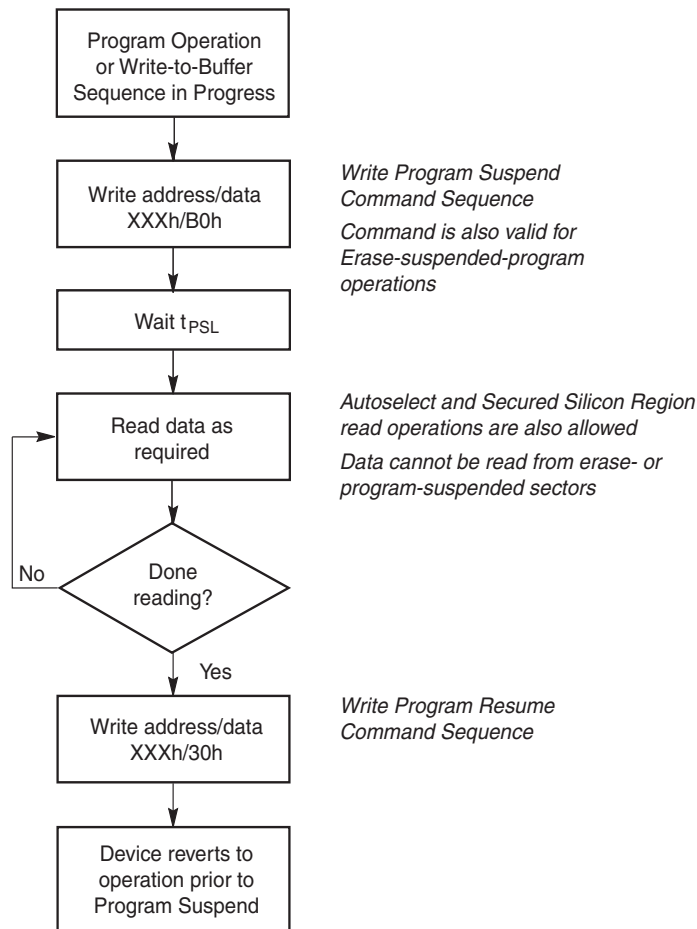 Program Operation
or Write-to-Buffer
Sequence in Progress
Write address/data
XXXh/B0h
Write Program Suspend
Command Sequence
Command is also valid for
Erase-suspended-program
operations
Wait tPSL
Read data as
required
Autoselect and Secured Silicon Region
read operations are also allowed
Data cannot be read from erase- or
program-suspended sectors
No
Done
reading?
Yes
Write address/data
XXXh/30h
Write Program Resume
Command Sequence
Device reverts to
operation prior to
Program Suspend